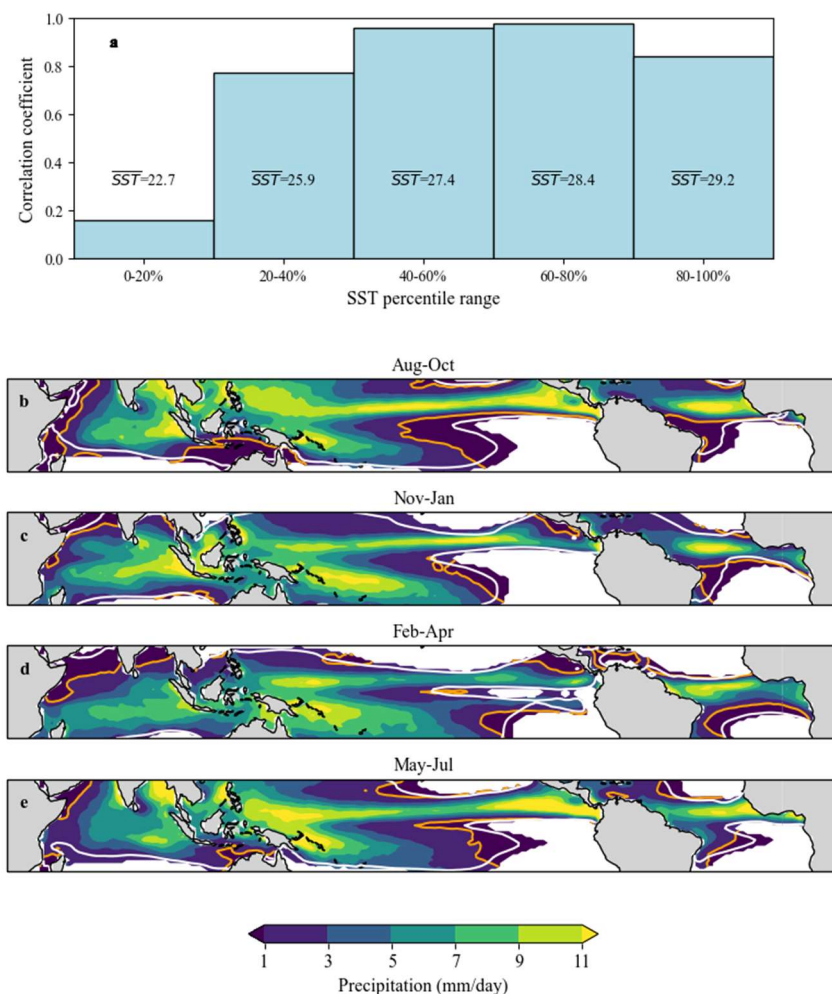 1.0
a
0.8
0.6
Correlation coefficient
0.4
SST=22.7 SST=25.9 SST=27.4 SST=28.4 SST=29.2
0.2
0.0
0-20% 20-40% 40-60% 60-80% 80-100%
SST percentile range
Aug-Oct
b
Nov-Jan
c
Feb-Apr
d
May-Jul
e
1 3 5 7 9 11
Precipitation (mm/day)